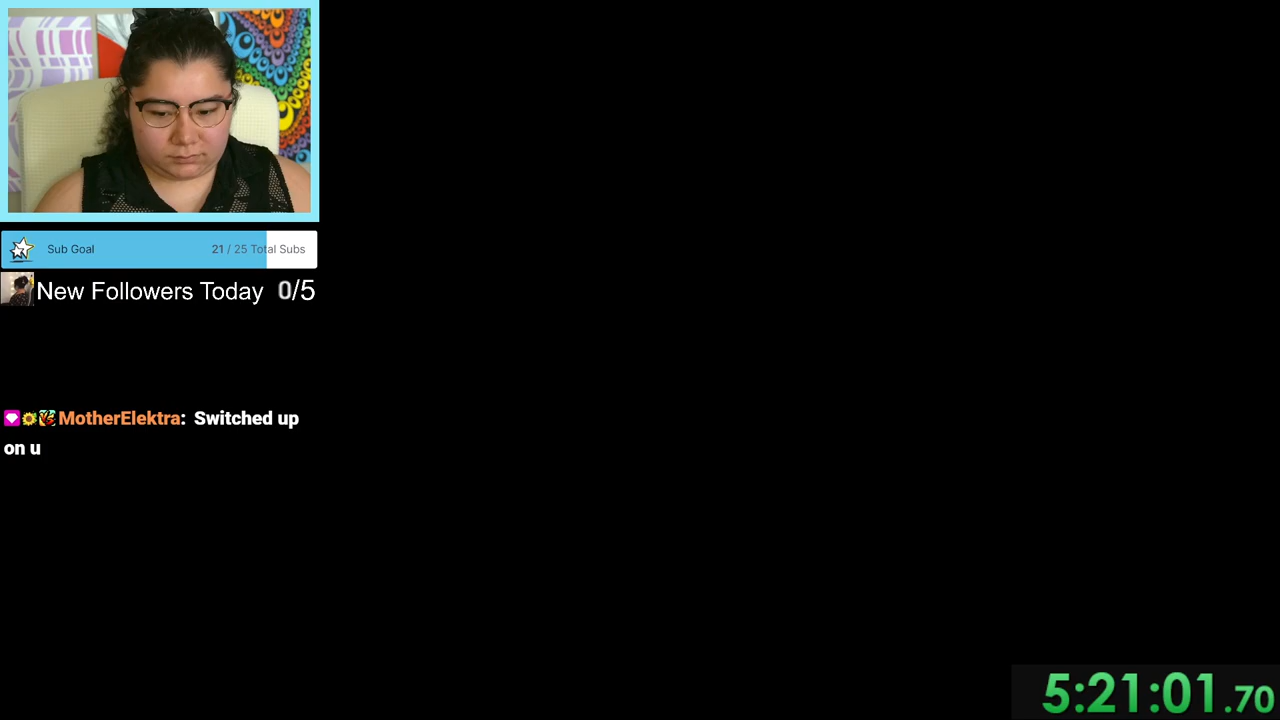 Sub Goal 21 / 25 Total Subs
New Followers Today 0/5
MotherElektra: Switched up
on u
5:21:01.70